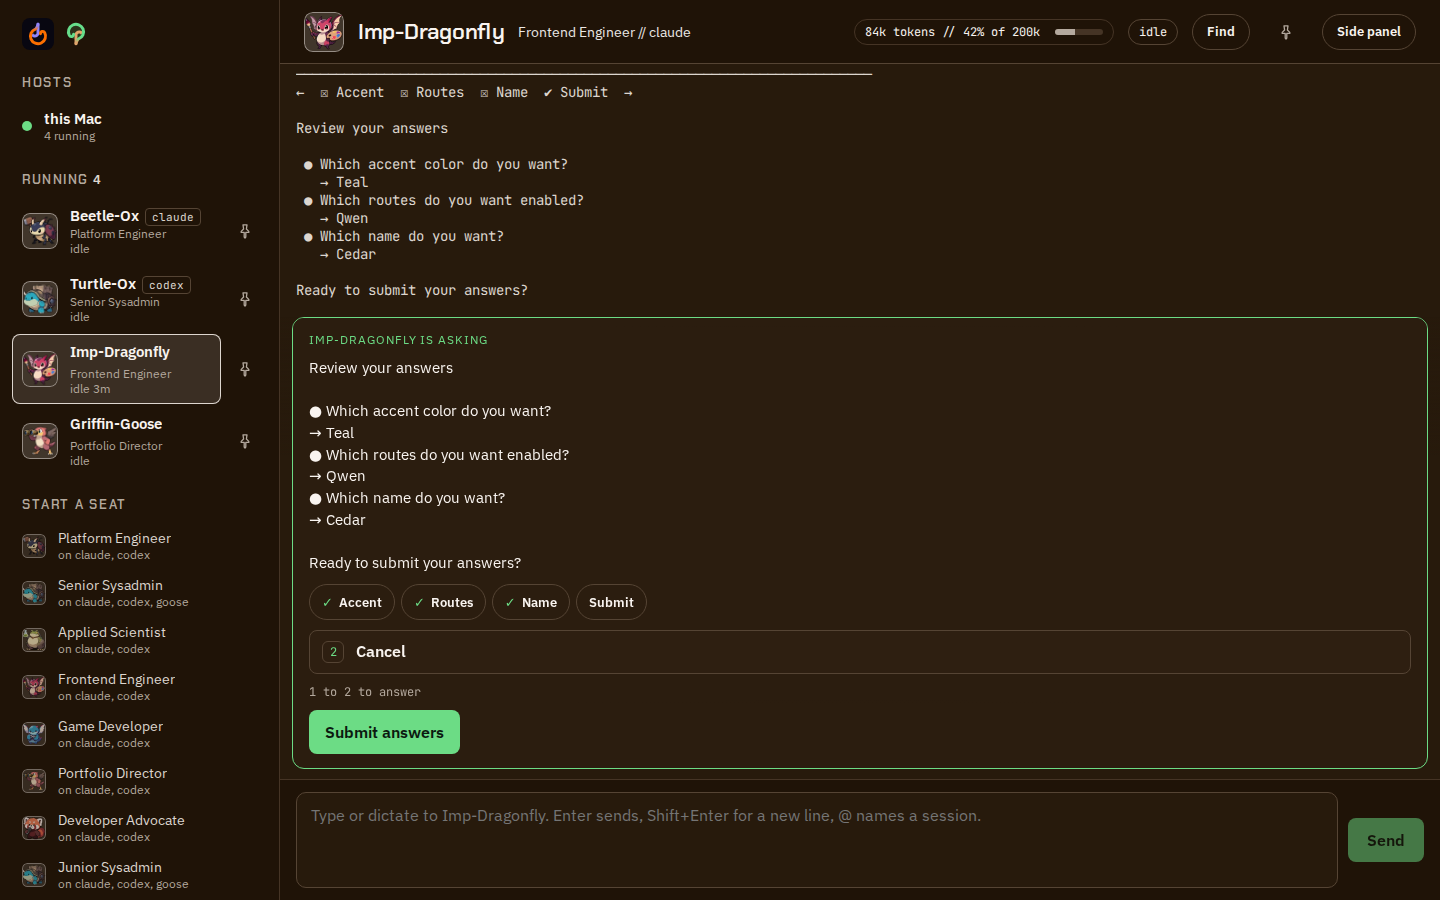 HOSTS
this Mac
4 running
RUNNING 4
Beetle-Ox claude
Platform Engineer
idle
Turtle-Ox codex
Senior Sysadmin
idle
Imp-Dragonfly
Frontend Engineer
idle 3m
Griffin-Goose
Portfolio Director
idle
START A SEAT
Platform Engineer
on claude, codex
Senior Sysadmin
on claude, codex, goose
Applied Scientist
on claude, codex
Frontend Engineer
on claude, codex
Game Developer
on claude, codex
Portfolio Director
on claude, codex
Developer Advocate
on claude, codex
Junior Sysadmin
on claude, codex, goose
Imp-Dragonfly Frontend Engineer // claude 84k tokens // 42% of 200k idle Find Side panel
← ☒ Accent ☒ Routes ☒ Name ✔ Submit →
Review your answers
● Which accent color do you want?
→ Teal
● Which routes do you want enabled?
→ Qwen
● Which name do you want?
→ Cedar
Ready to submit your answers?
IMP-DRAGONFLY IS ASKING
Review your answers
● Which accent color do you want?
→ Teal
● Which routes do you want enabled?
→ Qwen
● Which name do you want?
→ Cedar
Ready to submit your answers?
✓ Accent ✓ Routes ✓ Name Submit
2 Cancel
1 to 2 to answer
Submit answers
Type or dictate to Imp-Dragonfly. Enter sends, Shift+Enter for a new line, @ names a session.
Send